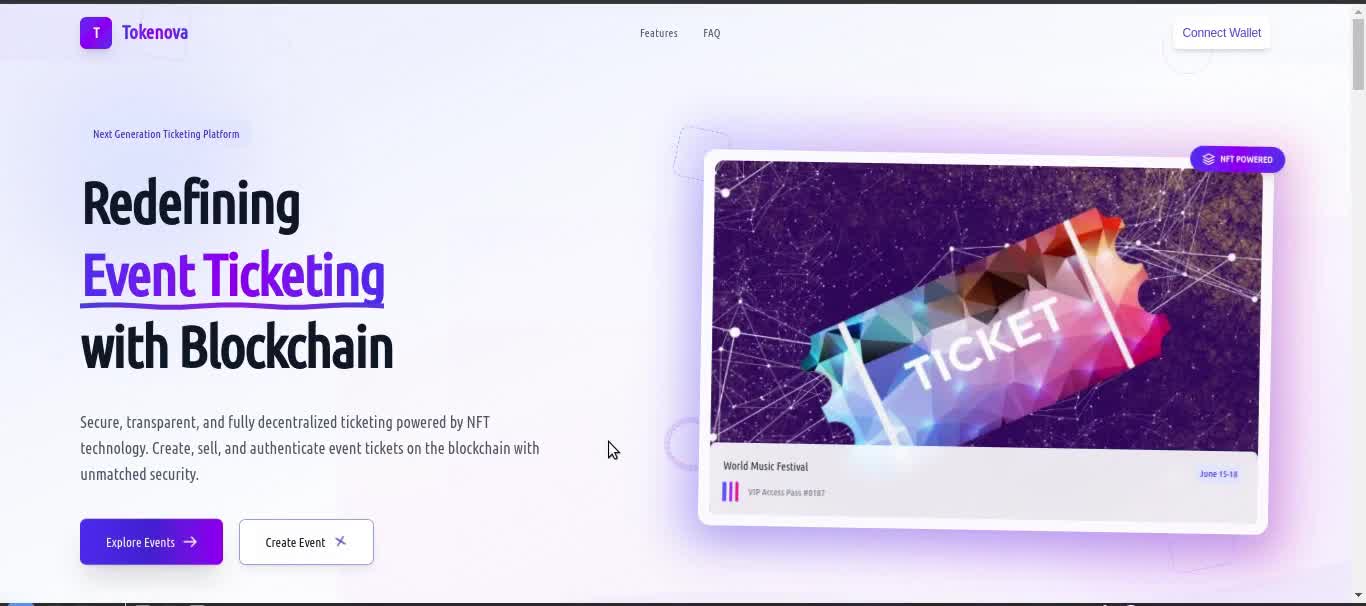 T Tokenova
Features
FAQ
Connect Wallet
Next Generation Ticketing Platform
Redefining
Event Ticketing
with Blockchain
Secure, transparent, and fully decentralized ticketing powered by NFT
technology. Create, sell, and authenticate event tickets on the blockchain with
unmatched security.
Explore Events
Create Event
NFT POWERED
TICKET
World Music Festival
June 15-18
VIP Access Pass #0187